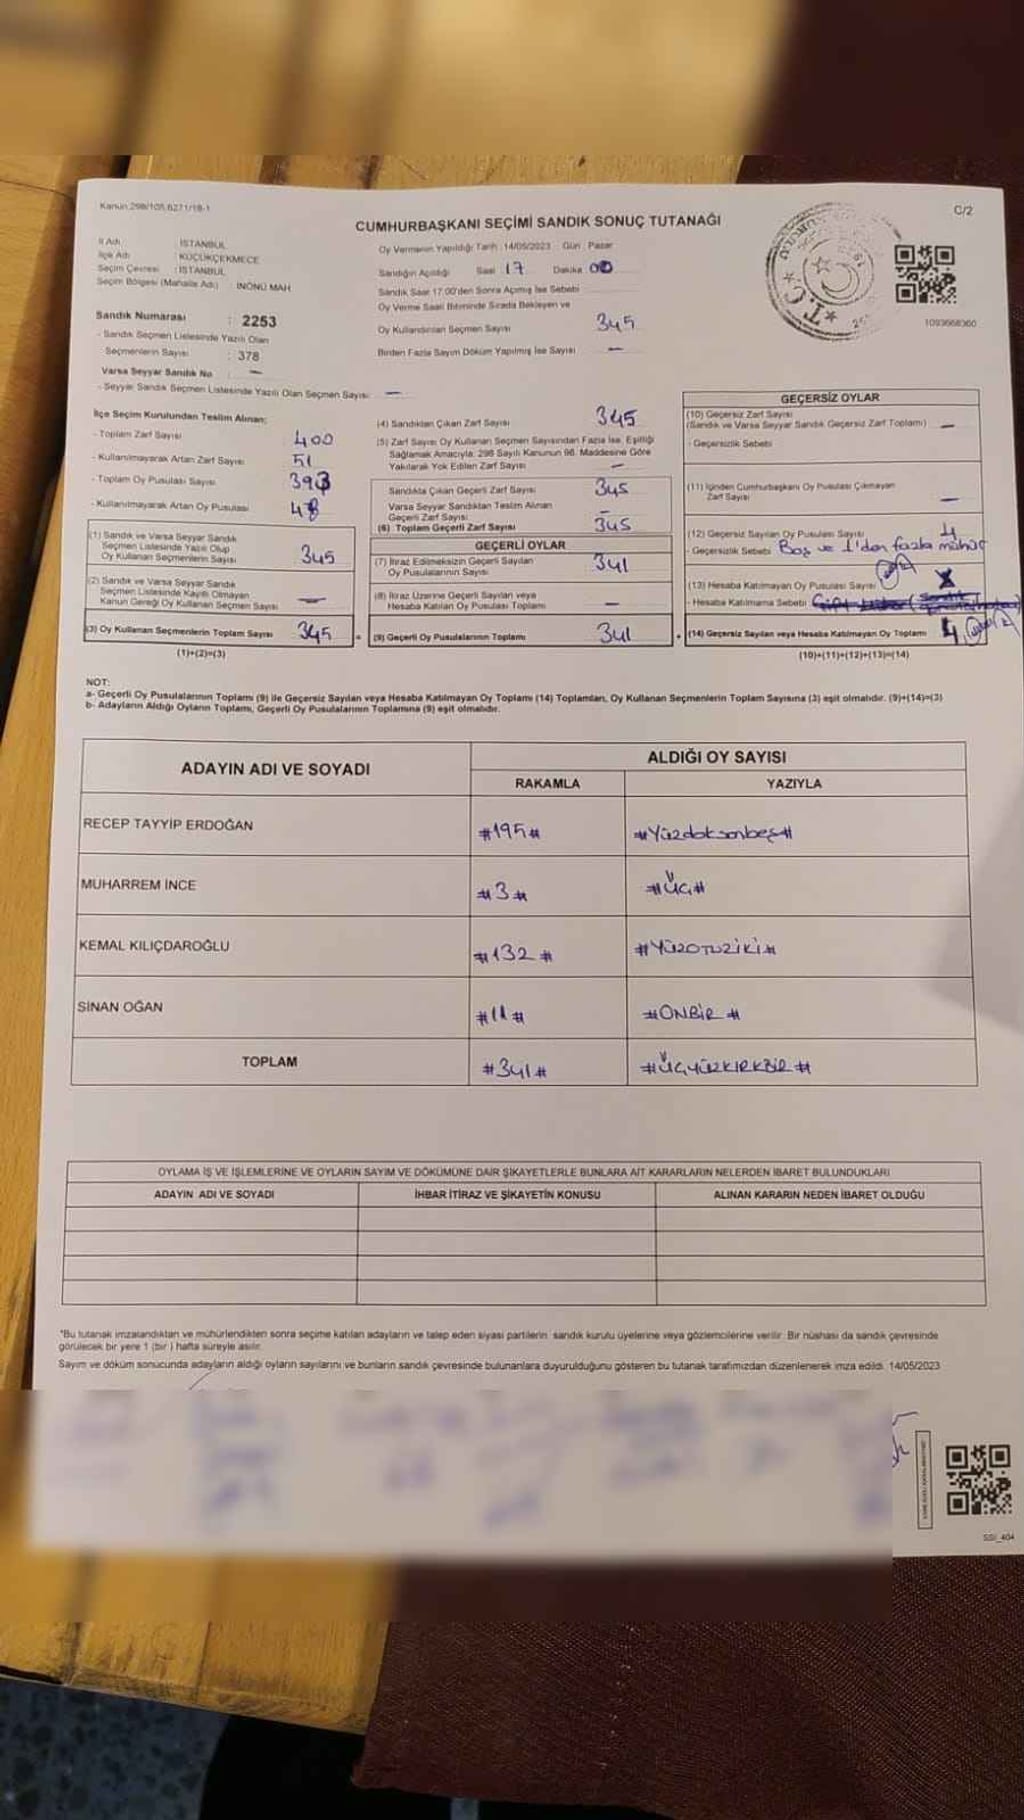 Kanun 298/105,6271/18-1
C/2
CUMHURBAŞKANI SEÇİMİ SANDIK SONUÇ TUTANAĞI
İl Adı : İSTANBUL
İlçe Adı : KÜÇÜKÇEKMECE
Seçim Çevresi : İSTANBUL
Seçim Bölgesi (Mahalle Adı) İNÖNÜ MAH
Sandık Numarası : 2253
- Sandık Seçmen Listesinde Yazılı Olan
Seçmenlerin Sayısı : 378
Varsa Seyyar Sandık No —
- Seyyar Sandık Seçmen Listesinde Yazılı Olan Seçmen Sayısı: —
Oy Vermenin Yapıldığı Tarih : 14/05/2023 Gün : Pazar
Sandığın Açıldığı Saat 17 Dakika 00
Sandık Saat 17:00'den Sonra Açılmış İse Sebebi
Oy Verme Saati Bitiminde Sırada Bekleyen ve
Oy Kullandırılan Seçmen Sayısı 345
Birden Fazla Sayım Döküm Yapılmış İse Sayısı —
1093668360
İlçe Seçim Kurulundan Teslim Alınan;
- Toplam Zarf Sayısı 400
- Kullanılmayarak Artan Zarf Sayısı 51
- Toplam Oy Pusulası Sayısı 393
- Kullanılmayarak Artan Oy Pusulası 48
(1) Sandık ve Varsa Seyyar Sandık
Seçmen Listesinde Yazılı Olup
Oy Kullanan Seçmenlerin Sayısı 345
(2) Sandık ve Varsa Seyyar Sandık
Seçmen Listesinde Kayıtlı Olmayan
Kanun Gereği Oy Kullanan Seçmen Sayısı —
(3) Oy Kullanan Seçmenlerin Toplam Sayısı 345
(1)+(2)=(3)
(4) Sandıktan Çıkan Zarf Sayısı 345
(5) Zarf Sayısı Oy Kullanan Seçmen Sayısından Fazla İse, Eşitliği
Sağlamak Amacıyla; 298 Sayılı Kanunun 98. Maddesine Göre
Yakılarak Yok Edilen Zarf Sayısı —
Sandıkta Çıkan Geçerli Zarf Sayısı 345
Varsa Seyyar Sandıktan Teslim Alınan
Geçerli Zarf Sayısı —
(6) Toplam Geçerli Zarf Sayısı 345
GEÇERLİ OYLAR
(7) İtiraz Edilmeksizin Geçerli Sayılan
Oy Pusulalarının Sayısı 341
(8) İtiraz Üzerine Geçerli Sayılan veya
Hesaba Katılan Oy Pusulası Toplamı —
= (9) Geçerli Oy Pusulalarının Toplamı 341
GEÇERSİZ OYLAR
(10) Geçersiz Zarf Sayısı
(Sandık ve Varsa Seyyar Sandık Geçersiz Zarf Toplamı) —
- Geçersizlik Sebebi
(11) İçinden Cumhurbaşkanı Oy Pusulası Çıkmayan
Zarf Sayısı —
(12) Geçersiz Sayılan Oy Pusulası Sayısı 4
- Geçersizlik Sebebi Boş ve 1'den fazla mühür
(13) Hesaba Katılmayan Oy Pusulası Sayısı
- Hesaba Katılmama Sebebi
+ (14) Geçersiz Sayılan veya Hesaba Katılmayan Oy Toplamı 4
(10)+(11)+(12)+(13)=(14)
NOT:
a- Geçerli Oy Pusulalarının Toplamı (9) ile Geçersiz Sayılan veya Hesaba Katılmayan Oy Toplamı (14) Toplamları, Oy Kullanan Seçmenlerin Toplam Sayısına (3) eşit olmalıdır. (9)+(14)=(3)
b- Adayların Aldığı Oyların Toplamı, Geçerli Oy Pusulalarının Toplamına (9) eşit olmalıdır.
ADAYIN ADI VE SOYADI
ALDIĞI OY SAYISI
RAKAMLA YAZIYLA
RECEP TAYYİP ERDOĞAN #195# #Yüzdoksanbeş#
MUHARREM İNCE #3# #ÜÇ#
KEMAL KILIÇDAROĞLU #132# #YÜZOTUZİKİ#
SİNAN OĞAN #11# #ONBİR#
TOPLAM #341# #ÜÇYÜZKIRKBİR#
OYLAMA İŞ VE İŞLEMLERİNE VE OYLARIN SAYIM VE DÖKÜMÜNE DAİR ŞİKAYETLERLE BUNLARA AİT KARARLARIN NELERDEN İBARET BULUNDUKLARI
ADAYIN ADI VE SOYADI İHBAR İTİRAZ VE ŞİKAYETİN KONUSU ALINAN KARARIN NEDEN İBARET OLDUĞU
*Bu tutanak imzalandıktan ve mühürlendikten sonra seçime katılan adayların ve talep eden siyasi partilerin sandık kurulu üyelerine veya gözlemcilerine verilir. Bir nüshası da sandık çevresinde
görülecek bir yere 1 (bir) hafta süreyle asılır.
Sayım ve döküm sonucunda adayların aldığı oyların sayılarını ve bunların sandık çevresinde bulunanlara duyurulduğunu gösteren bu tutanak tarafımızdan düzenlenerek imza edildi. 14/05/2023
SSI_404